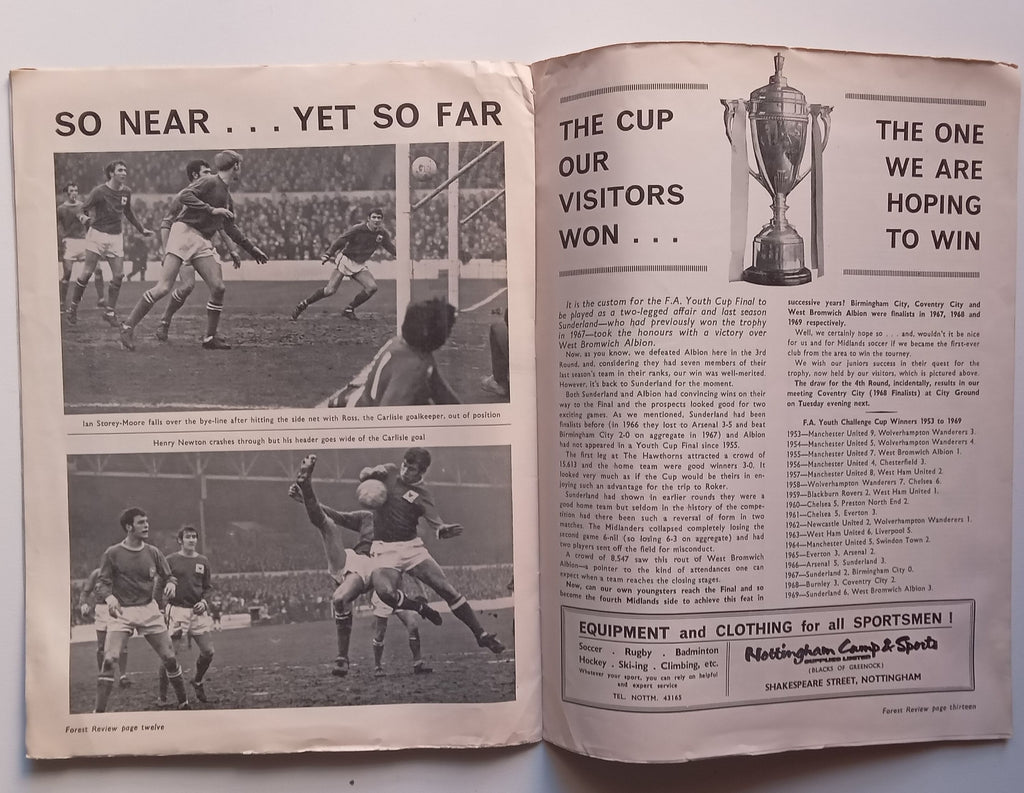 SO NEAR . . . YET SO FAR
Ian Storey-Moore falls over the bye-line after hitting the side net with Ross, the Carlisle goalkeeper, out of position
Henry Newton crashes through but his header goes wide of the Carlisle goal
Forest Review page twelve
THE CUP
OUR
VISITORS
WON . . .
THE ONE
WE ARE
HOPING
TO WIN
It is the custom for the F.A. Youth Cup Final to
be played as a two-legged affair and last season
Sunderland—who had previously won the trophy
in 1967—took the honours with a victory over
West Bromwich Albion.
Now, as you know, we defeated Albion here in the 3rd
Round, and, considering they had seven members of their
last season's team in their ranks, our win was well-merited.
However, it's back to Sunderland for the moment.
Both Sunderland and Albion had convincing wins on their
way to the Final and the prospects looked good for two
exciting games. As we mentioned, Sunderland had been
finalists before (in 1966 they lost to Arsenal 3-5 and beat
Birmingham City 2-0 on aggregate in 1967) and Albion
had not appeared in a Youth Cup Final since 1955.
The first leg at The Hawthorns attracted a crowd of
15,613 and the home team were good winners 3-0. It
looked very much as if the Cup would be theirs in en-
joying such an advantage for the trip to Roker.
Sunderland had shown in earlier rounds they were a
good home team but seldom in the history of the compe-
tition had there been such a reversal of form in two
matches. The Midlanders collapsed completely losing the
second game 6-nil (so losing 6-3 on aggregate) and had
two players sent off the field for misconduct.
A crowd of 8,547 saw this rout of West Bromwich
Albion—a pointer to the kind of attendances one can
expect when a team reaches the closing stages.
Now, can our own youngsters reach the Final and so
become the fourth Midlands side to achieve this feat in
successive years! Birmingham City, Coventry City and
West Bromwich Albion were finalists in 1967, 1968 and
1969 respectively.
Well, we certainly hope so . . . and, wouldn't it be nice
for us and for Midlands soccer if we became the first-ever
club from the area to win the tourney.
We wish our juniors success in their quest for the
trophy, now held by our visitors, which is pictured above.
The draw for the 4th Round, incidentally, results in our
meeting Coventry City (1968 Finalists) at City Ground
on Tuesday evening next.
F.A. Youth Challenge Cup Winners 1953 to 1969
1953—Manchester United 9, Wolverhampton Wanderers 3.
1954—Manchester United 5, Wolverhampton Wanderers 4.
1955—Manchester United 7, West Bromwich Albion 1.
1956—Manchester United 4, Chesterfield 3.
1957—Manchester United 8, West Ham United 2.
1958—Wolverhampton Wanderers 7, Chelsea 6.
1959—Blackburn Rovers 2, West Ham United 1.
1960—Chelsea 5, Preston North End 2.
1961—Chelsea 5, Everton 3.
1962—Newcastle United 2, Wolverhampton Wanderers 1.
1963—West Ham United 6, Liverpool 5.
1964—Manchester United 5, Swindon Town 2.
1965—Everton 3, Arsenal 2.
1966—Arsenal 5, Sunderland 3.
1967—Sunderland 2, Birmingham City 0.
1968—Burnley 3, Coventry City 2.
1969—Sunderland 6, West Bromwich Albion 3.
EQUIPMENT and CLOTHING for all SPORTSMEN !
Soccer . Rugby . Badminton
Hockey . Ski-ing . Climbing, etc.
Whatever your sport, you can rely on helpful
and expert service
TEL. NOTTM. 43165
Nottingham Camp & Sports
SUPPLIES LIMITED
(BLACKS OF GREENOCK)
SHAKESPEARE STREET, NOTTINGHAM
Forest Review page thirteen